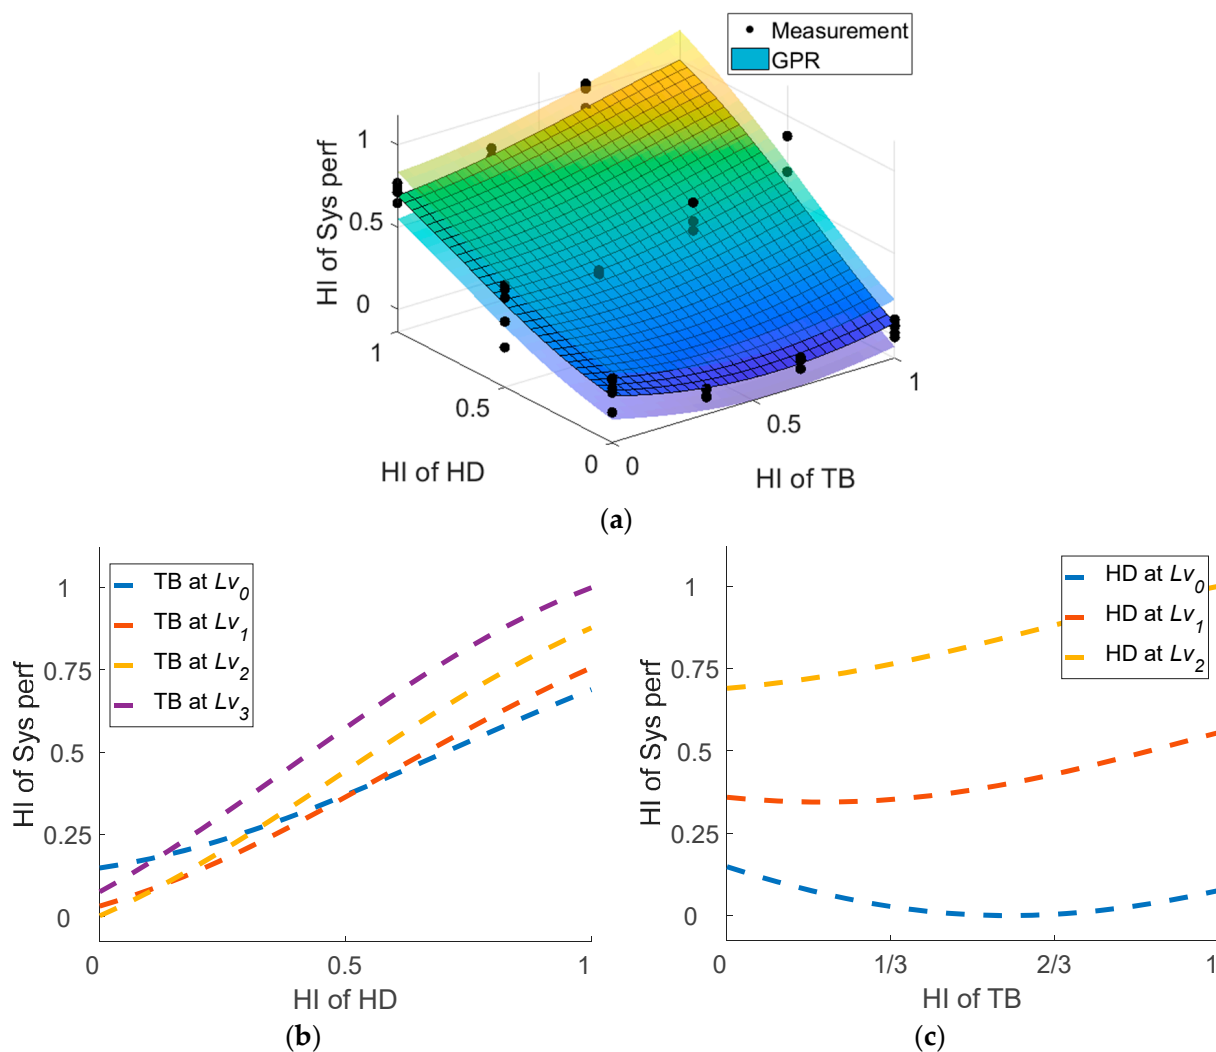 Measurement
GPR
HI of Sys perf
1
0.5
0
1
0.5
0
0
0.5
1
HI of HD
HI of TB
(a)
TB at Lv0
TB at Lv1
TB at Lv2
TB at Lv3
HI of Sys perf
1
0.75
0.5
0.25
0
0
0.5
1
HI of HD
(b)
HD at Lv0
HD at Lv1
HD at Lv2
HI of Sys perf
1
0.75
0.5
0.25
0
0
1/3
2/3
1
HI of TB
(c)